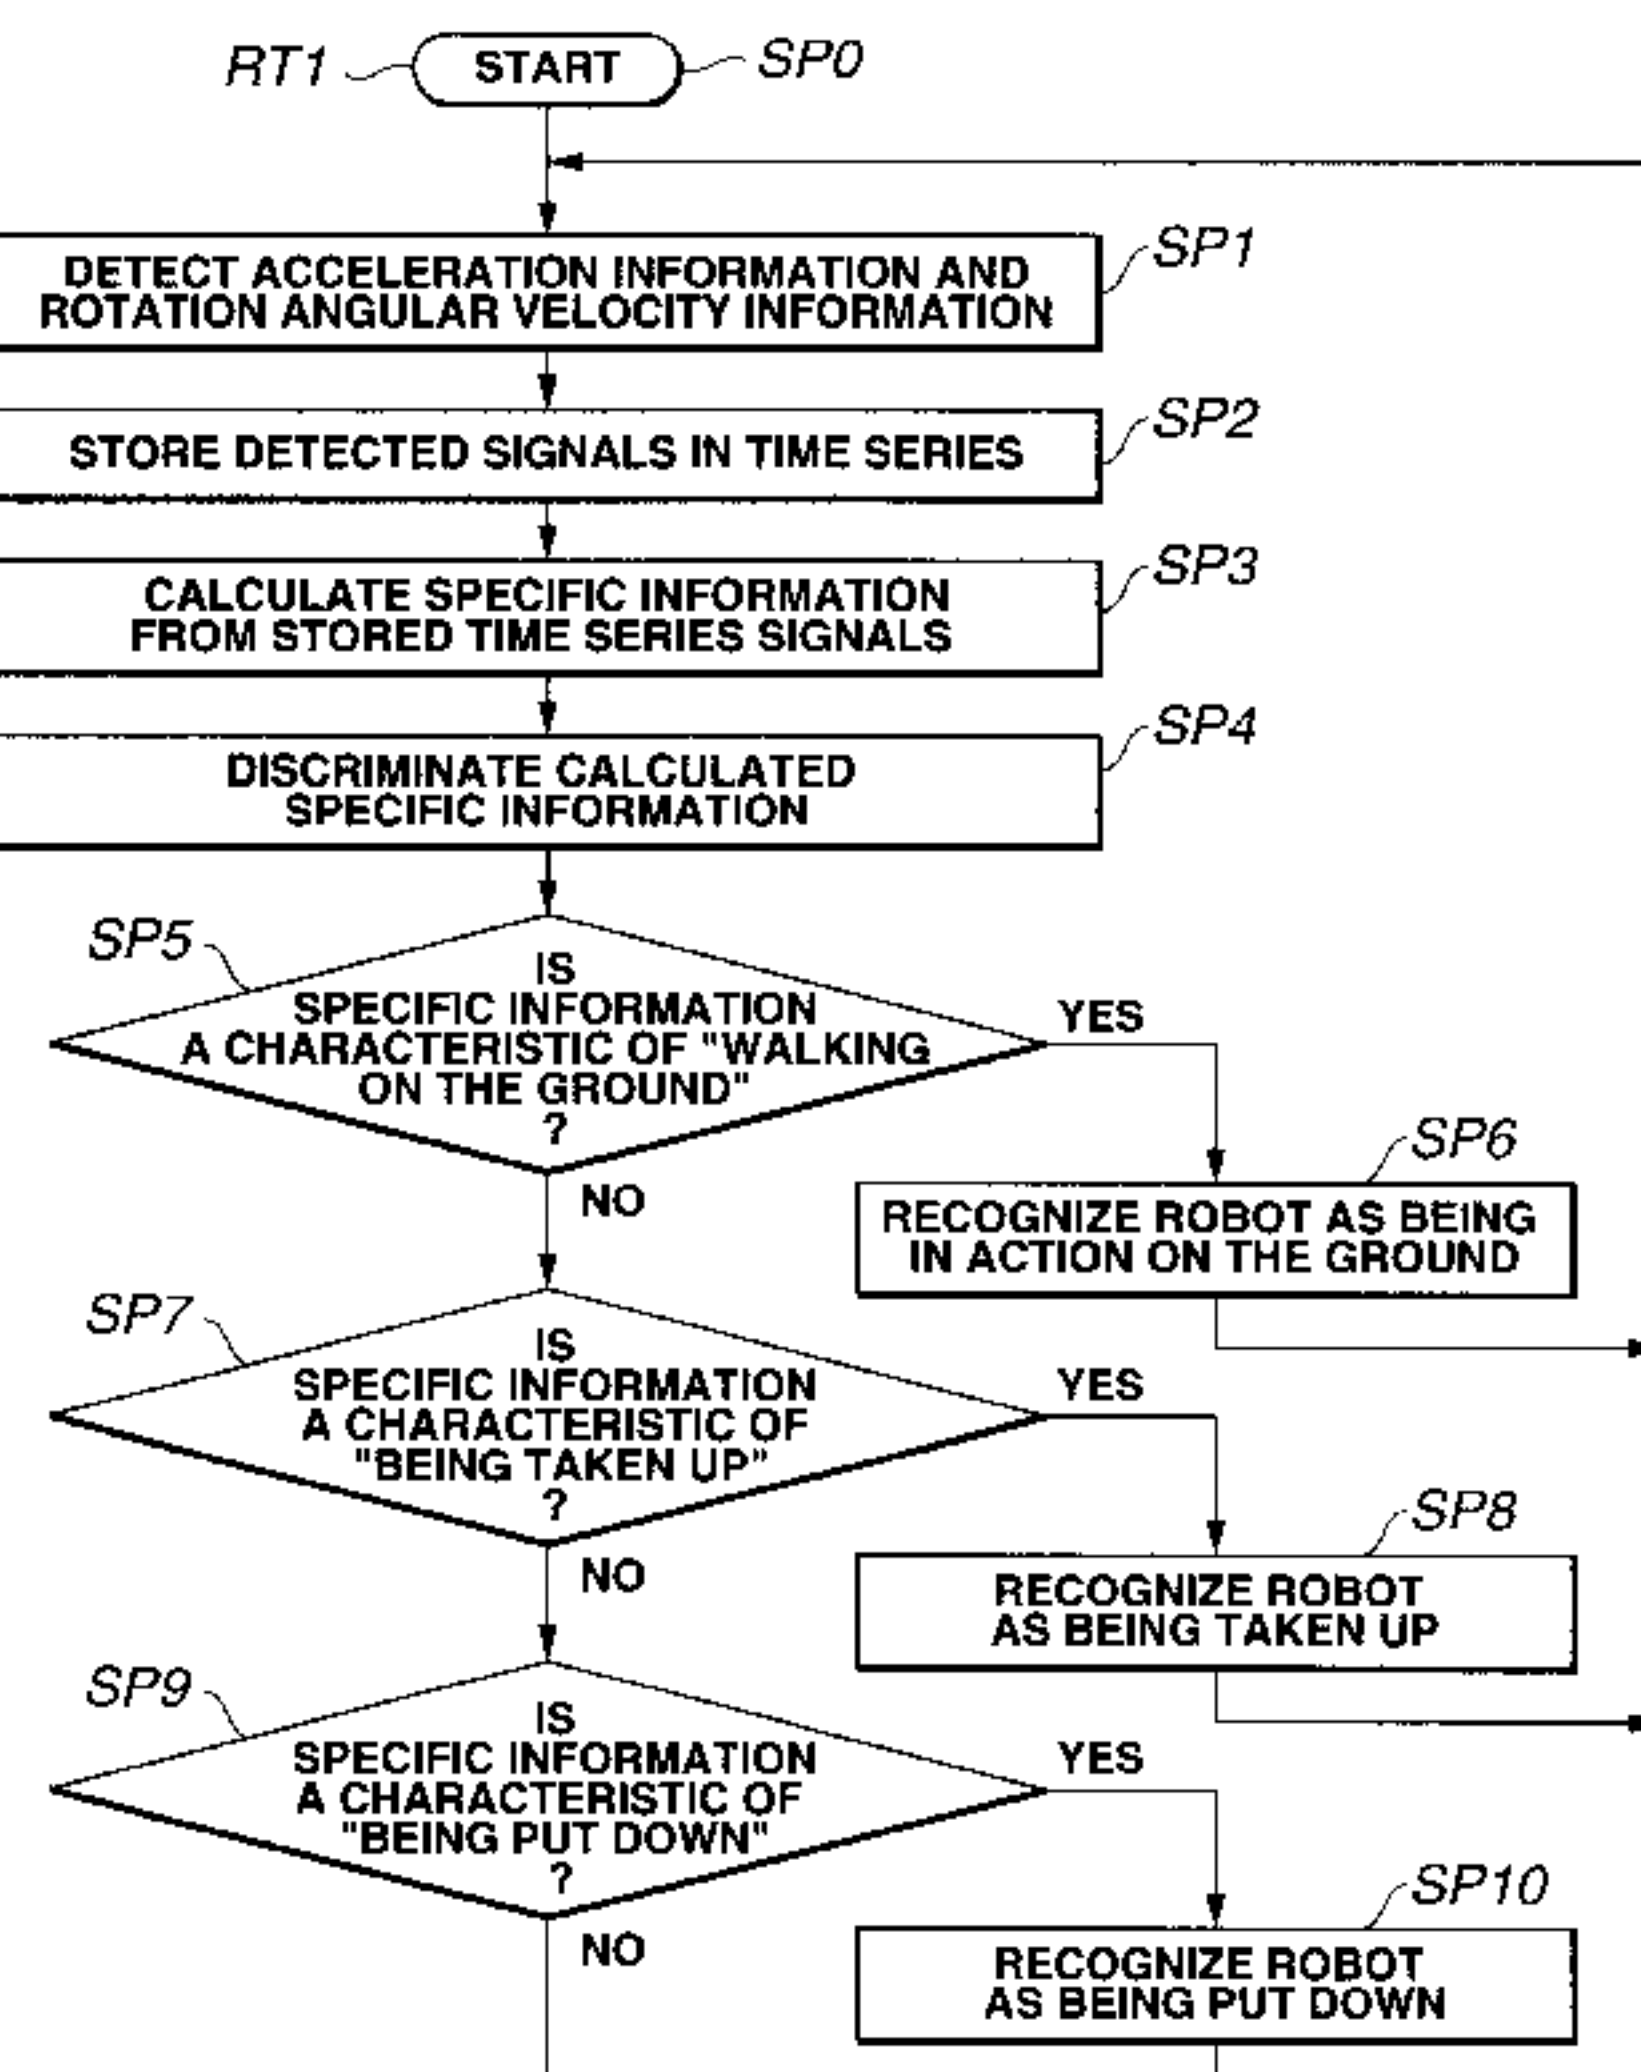 RT1
START
SP0
DETECT ACCELERATION INFORMATION AND
ROTATION ANGULAR VELOCITY INFORMATION
SP1
STORE DETECTED SIGNALS IN TIME SERIES
SP2
CALCULATE SPECIFIC INFORMATION
FROM STORED TIME SERIES SIGNALS
SP3
DISCRIMINATE CALCULATED
SPECIFIC INFORMATION
SP4
SP5
IS
SPECIFIC INFORMATION
A CHARACTERISTIC OF "WALKING
ON THE GROUND"
?
YES
NO
SP6
RECOGNIZE ROBOT AS BEING
IN ACTION ON THE GROUND
SP7
IS
SPECIFIC INFORMATION
A CHARACTERISTIC OF
"BEING TAKEN UP"
?
YES
NO
SP8
RECOGNIZE ROBOT
AS BEING TAKEN UP
SP9
IS
SPECIFIC INFORMATION
A CHARACTERISTIC OF
"BEING PUT DOWN"
?
YES
NO
SP10
RECOGNIZE ROBOT
AS BEING PUT DOWN